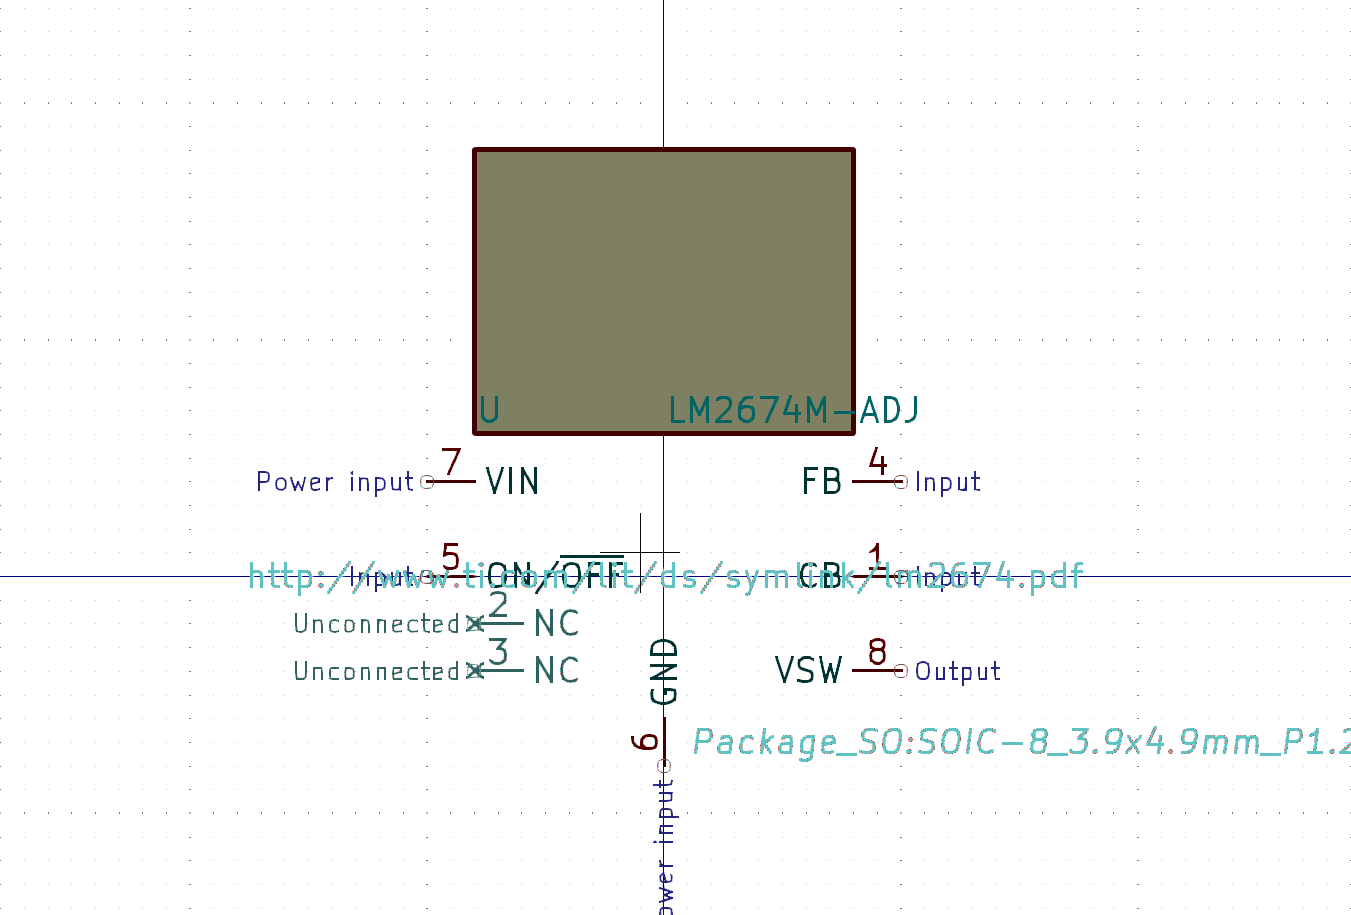 U LM2674M-ADJ
Power input 7 VIN FB 4 Input
Input 5 ON/OFF CB 1 Input
http://www.ti.com/lit/ds/symlink/lm2674.pdf
Unconnected 2 NC
Unconnected 3 NC VSW 8 Output
GND
6 Package_SO:SOIC-8_3.9x4.9mm_P1.2
ower input